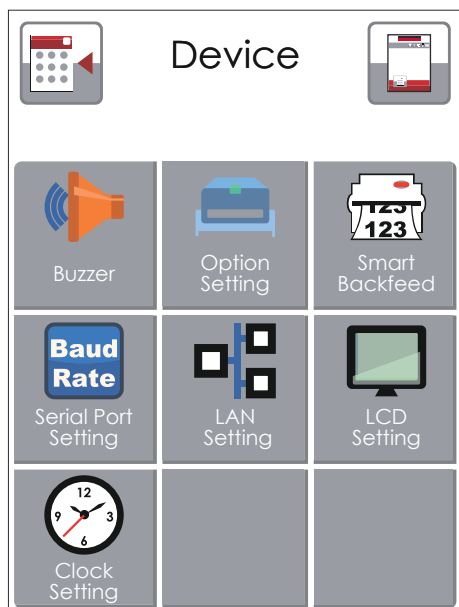 Device
Buzzer
Option
Setting
123
123
Smart
Backfeed
Baud
Rate
Serial Port
Setting
LAN
Setting
LCD
Setting
12
9
3
6
Clock
Setting